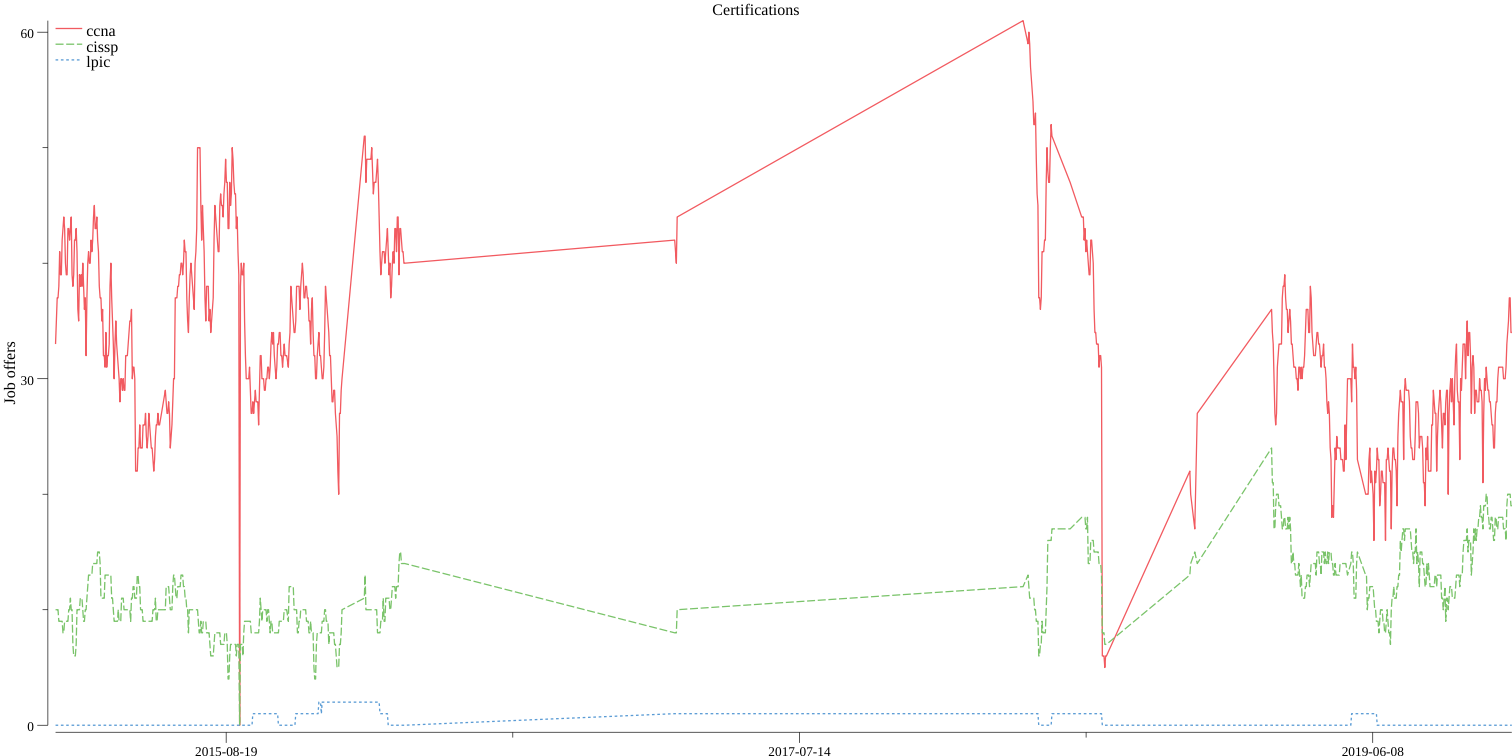 Certifications
60
ccna
cissp
lpic
Job offers
30
0
2015-08-19
2017-07-14
2019-06-08